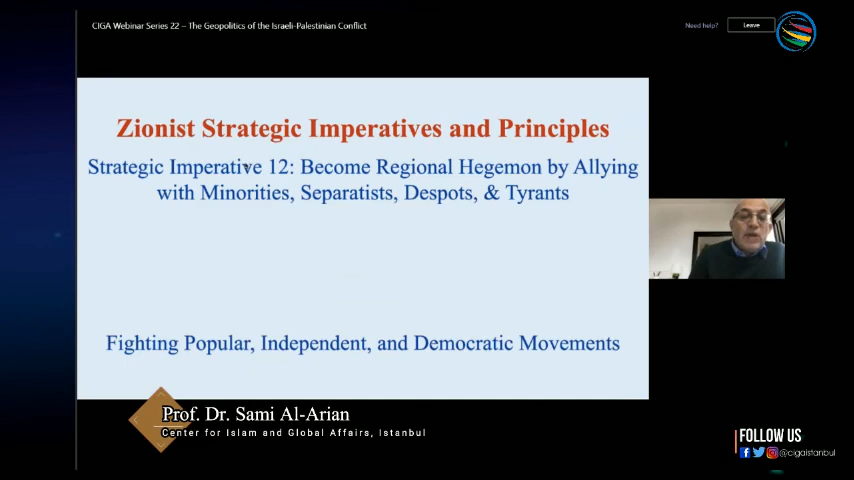 CIGA Webinar Series 22 – The Geopolitics of the Israeli-Palestinian Conflict
Need help?
Leave
Zionist Strategic Imperatives and Principles
Strategic Imperative 12: Become Regional Hegemon by Allying
with Minorities, Separatists, Despots, & Tyrants
Fighting Popular, Independent, and Democratic Movements
Prof. Dr. Sami Al-Arian
Center for Islam and Global Affairs, Istanbul
FOLLOW US
@cigaistanbul